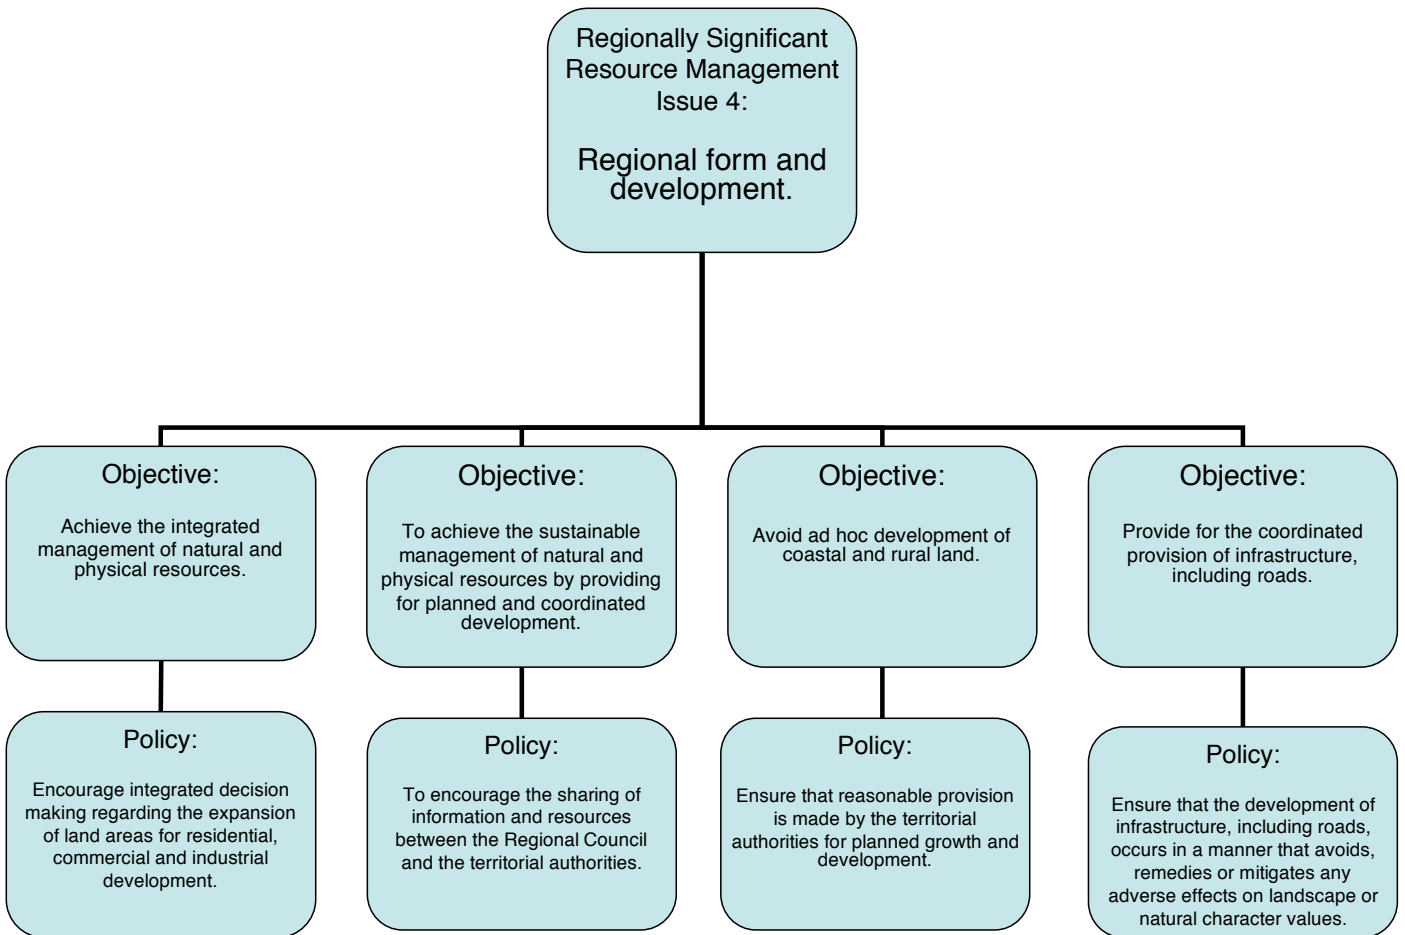 Regionally Significant
Resource Management
Issue 4:
Regional form and
development.
Objective:
Achieve the integrated
management of natural and
physical resources.
Objective:
To achieve the sustainable
management of natural and
physical resources by providing
for planned and coordinated
development.
Objective:
Avoid ad hoc development of
coastal and rural land.
Objective:
Provide for the coordinated
provision of infrastructure,
including roads.
Policy:
Encourage integrated decision
making regarding the expansion
of land areas for residential,
commercial and industrial
development.
Policy:
To encourage the sharing of
information and resources
between the Regional Council
and the territorial authorities.
Policy:
Ensure that reasonable provision
is made by the territorial
authorities for planned growth and
development.
Policy:
Ensure that the development of
infrastructure, including roads,
occurs in a manner that avoids,
remedies or mitigates any
adverse effects on landscape or
natural character values.